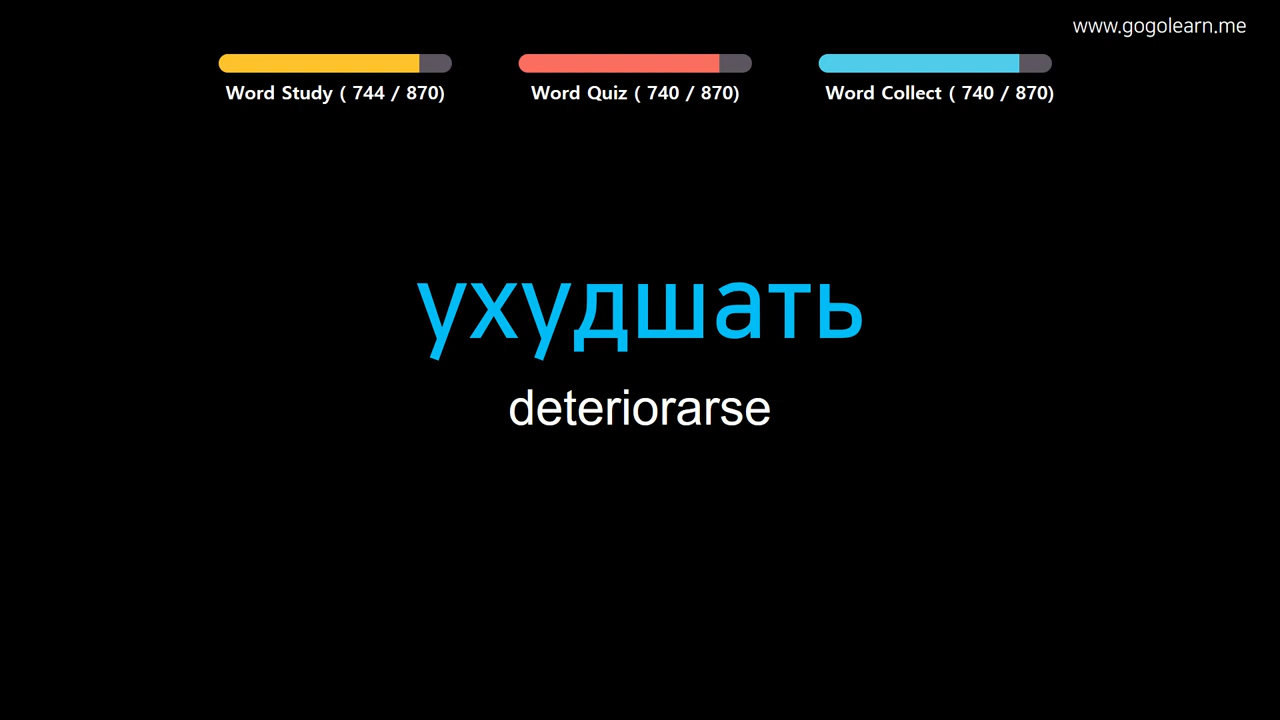 www.gogolearn.me
Word Study ( 744 / 870)
Word Quiz ( 740 / 870)
Word Collect ( 740 / 870)
ухудшать
deteriorarse